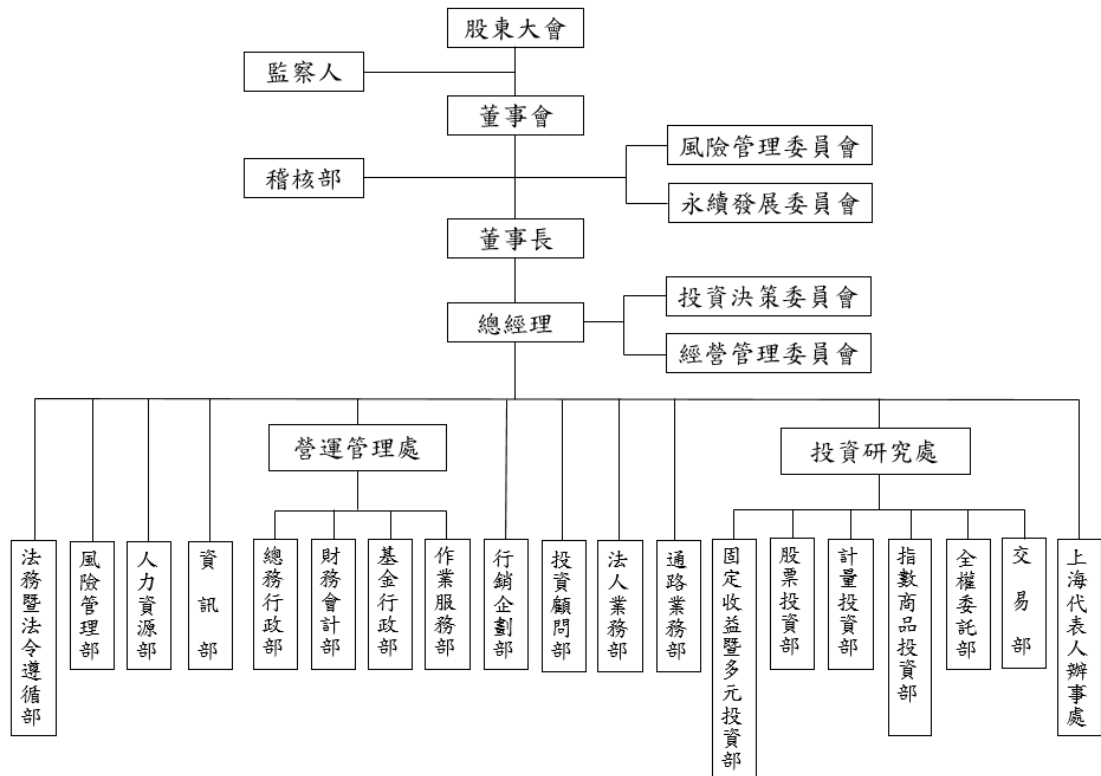 股東大會
監察人
董事會
風險管理委員會
稽核部
永續發展委員會
董事長
投資決策委員會
總經理
經營管理委員會
營運管理處
投資研究處
法務暨法令遵循部
風險管理部
人力資源部
資訊部
總務行政部
財務會計部
基金行政部
作業服務部
行銷企劃部
投資顧問部
法人業務部
通路業務部
固定收益暨多元投資部
股票投資部
計量投資部
指數商品投資部
全權委託部
交易部
上海代表人辦事處